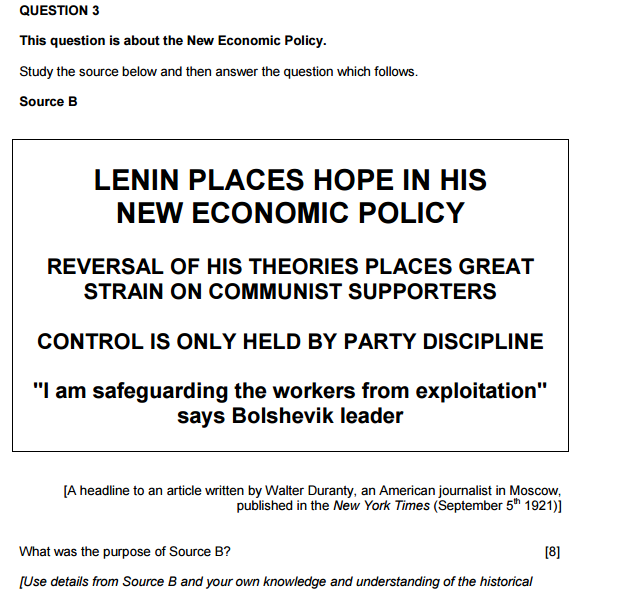 QUESTION 3
This question is about the New Economic Policy.
Study the source below and then answer the question which follows.
Source B
LENIN PLACES HOPE IN HIS
NEW ECONOMIC POLICY
REVERSAL OF HIS THEORIES PLACES GREAT
STRAIN ON COMMUNIST SUPPORTERS
CONTROL IS ONLY HELD BY PARTY DISCIPLINE
"I am safeguarding the workers from exploitation"
says Bolshevik leader
[A headline to an article written by Walter Duranty, an American journalist in Moscow,
published in the New York Times (September 5th 1921)]
What was the purpose of Source B? [8]
[Use details from Source B and your own knowledge and understanding of the historical